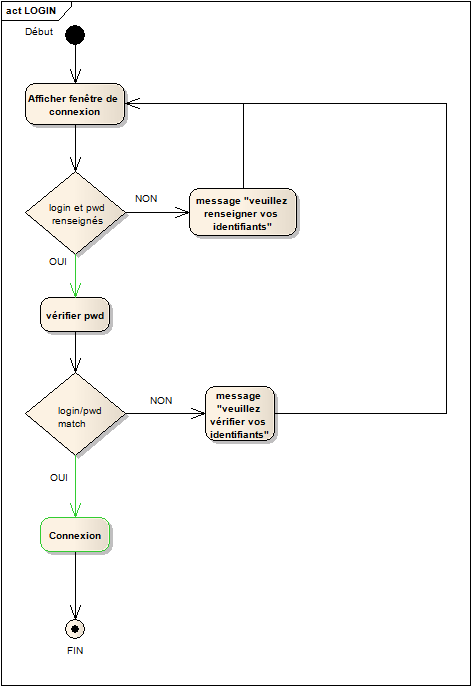 act LOGIN
Début
Afficher fenêtre de
connexion
login et pwd
renseignés
NON
message "veuillez
renseigner vos
identifiants"
OUI
vérifier pwd
login/pwd
match
NON
message
"veuillez
vérifier vos
identifiants"
OUI
Connexion
FIN